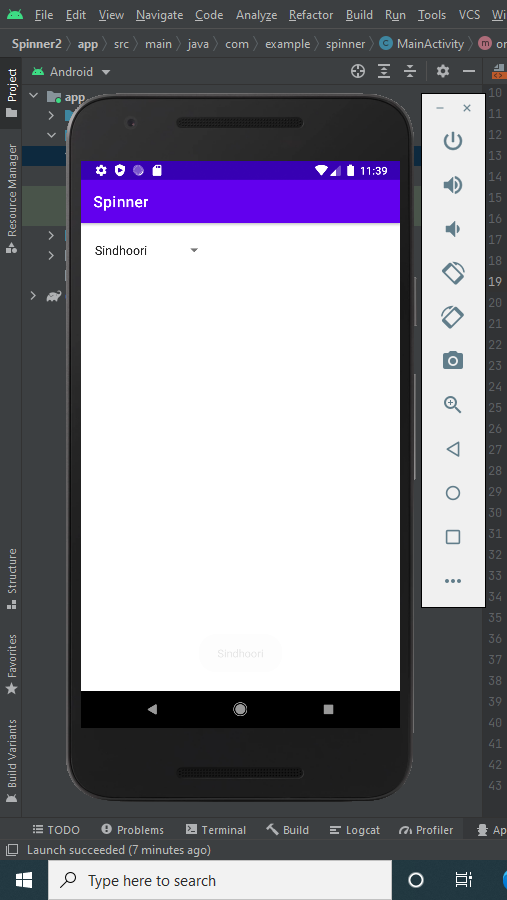 File Edit View Navigate Code Analyze Refactor Build Run Tools VCS Wi
Spinner2 app src main java com example spinner MainActivity or
Android
app
Project
Resource Manager
Structure
Favorites
Build Variants
11:39
Spinner
Sindhoori
Sindhoori
10
11
12
13
14
15
16
17
18
19
20
21
22
23
24
25
26
27
28
29
30
31
32
33
34
35
36
37
38
39
40
41
42
43
TODO Problems Terminal Build Logcat Profiler Ap
Launch succeeded (7 minutes ago)
Type here to search